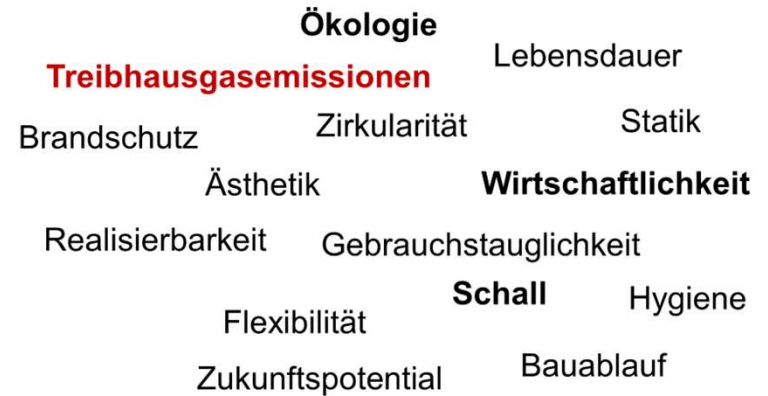 Ökologie
Lebensdauer
Treibhausgasemissionen
Zirkularität
Statik
Brandschutz
Ästhetik
Wirtschaftlichkeit
Realisierbarkeit
Gebrauchstauglichkeit
Schall
Hygiene
Flexibilität
Bauablauf
Zukunftspotential